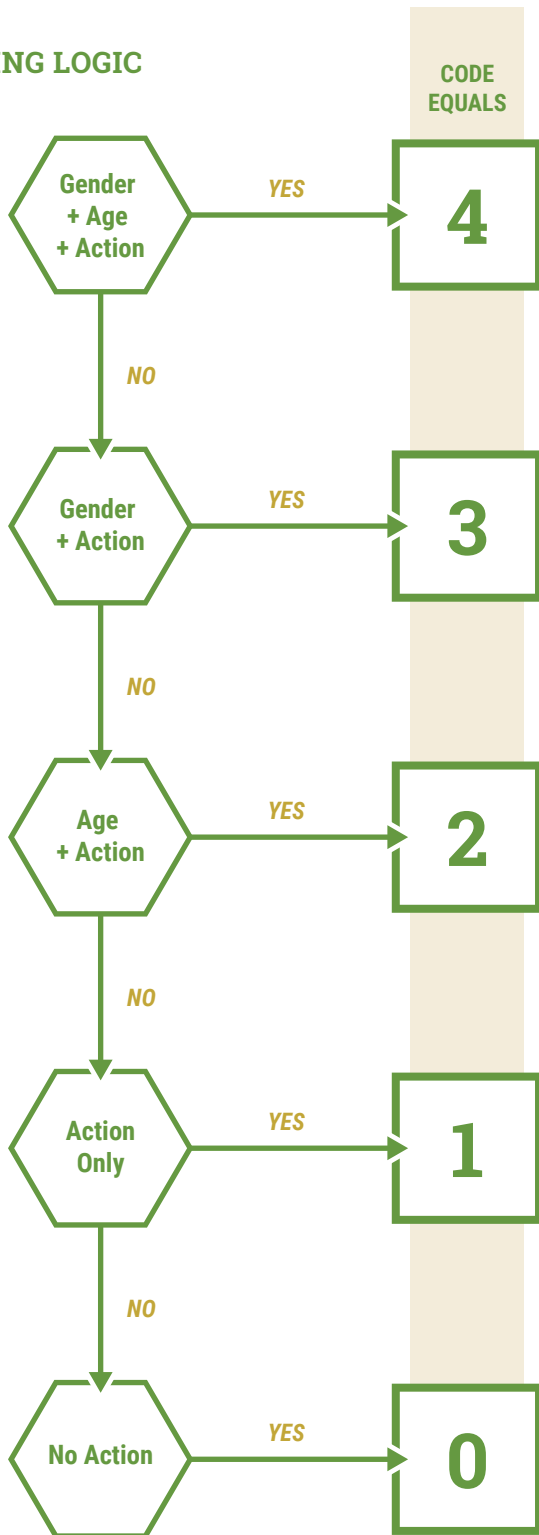 NG LOGIC
CODE
EQUALS
Gender
+ Age
+ Action
YES
4
NO
Gender
+ Action
YES
3
NO
Age
+ Action
YES
2
NO
Action
Only
YES
1
NO
No Action
YES
0